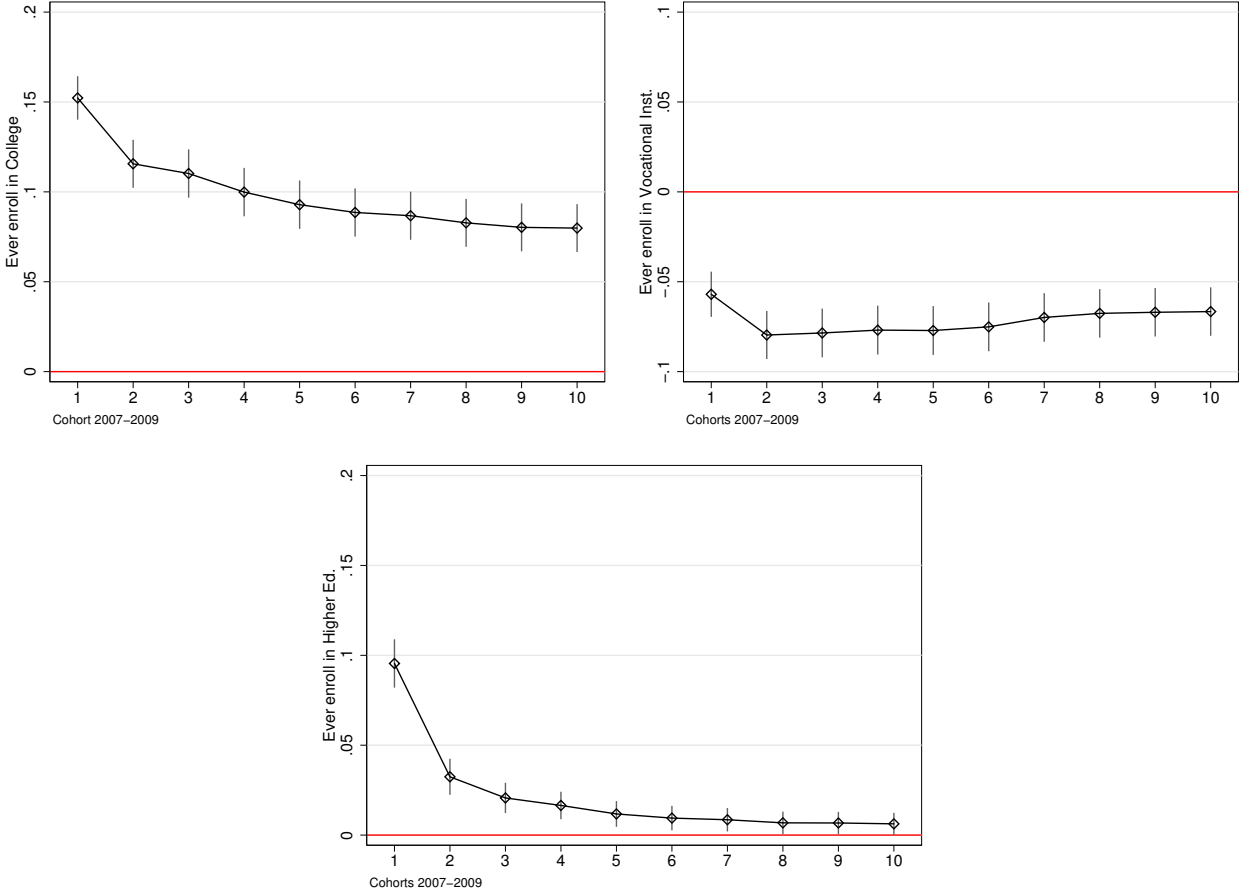 Ever enroll in College
.2
.15
.1
.05
0
1 2 3 4 5 6 7 8 9 10
Cohort 2007–2009
Ever enroll in Vocational Inst.
.1
.05
0
−.05
−.1
1 2 3 4 5 6 7 8 9 10
Cohorts 2007–2009
Ever enroll in Higher Ed.
.2
.15
.1
.05
0
1 2 3 4 5 6 7 8 9 10
Cohorts 2007–2009